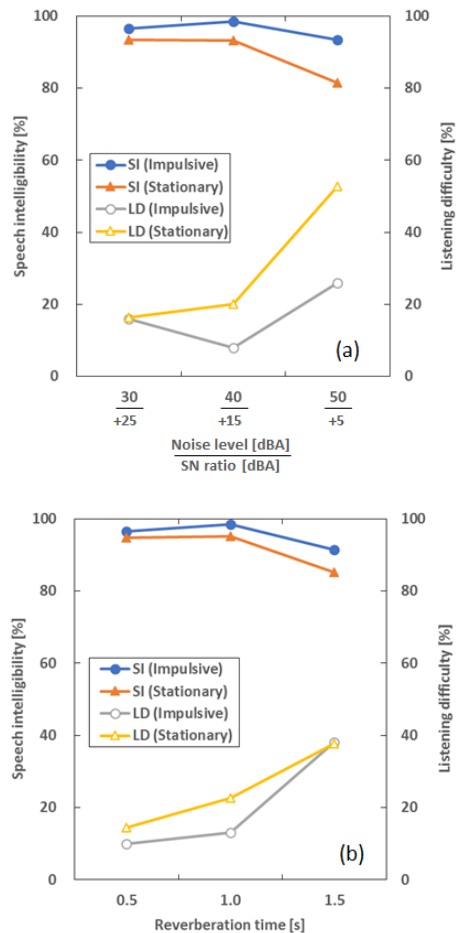 100
80
60
40
20
0
Speech intelligibility [%]
100
80
60
40
20
0
Listening difficulty [%]
SI (Impulsive)
SI (Stationary)
LD (Impulsive)
LD (Stationary)
(a)
30 40 50
+25 +15 +5
Noise level [dBA]
SN ratio [dBA]
100
80
60
40
20
0
Speech intelligibility [%]
100
80
60
40
20
0
Listening difficulty [%]
SI (Impulsive)
SI (Stationary)
LD (Impulsive)
LD (Stationary)
(b)
0.5 1.0 1.5
Reverberation time [s]